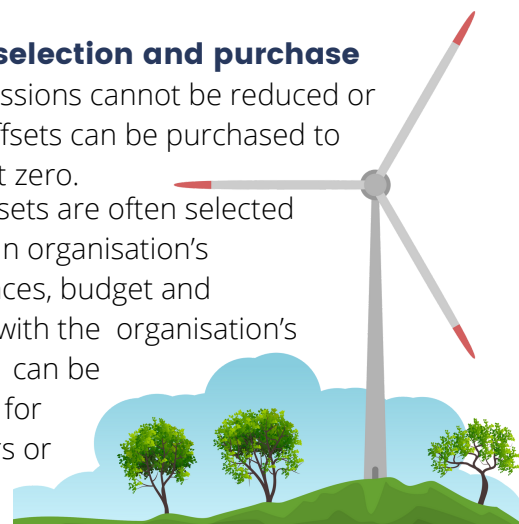 selection and purchase
ssions cannot be reduced or
ffsets can be purchased to
t zero.
sets are often selected
n organisation's
ces, budget and
with the organisation's
can be
for
s or